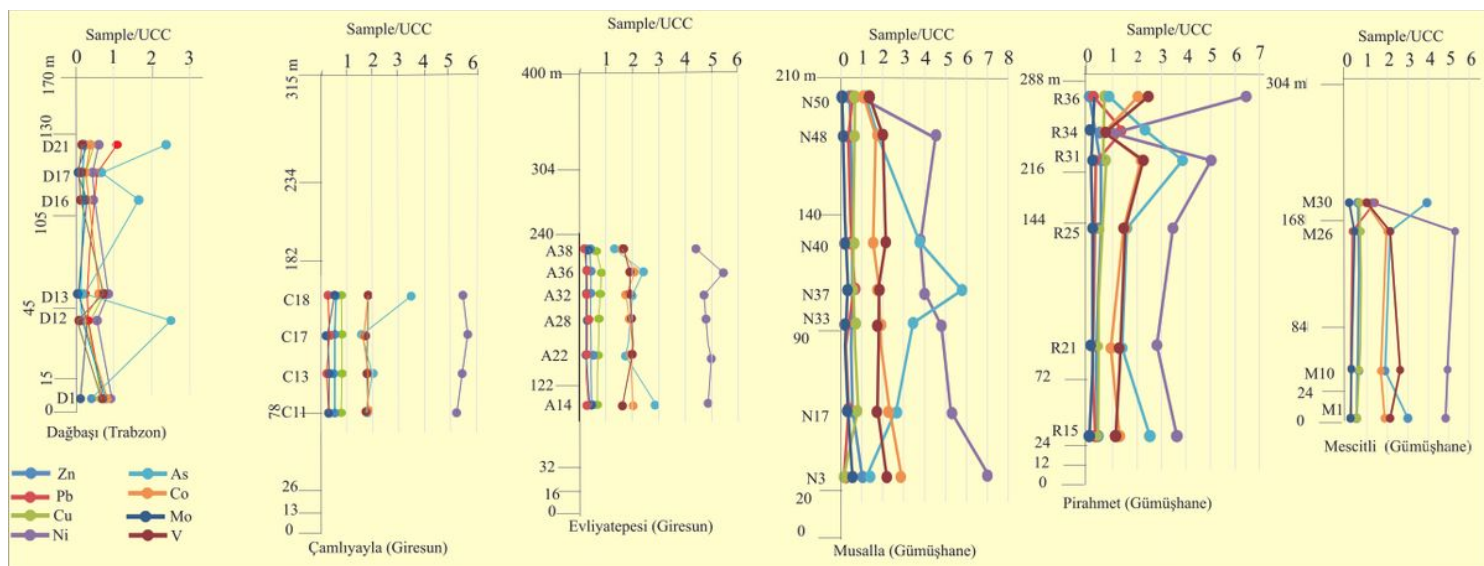 Sample/UCC
0 1 2 3
170 m
130
D21
D17
D16
105
D13
45
D12
15
D1
0
Dağbaşı (Trabzon)
Zn
Pb
Cu
Ni
As
Co
Mo
V
Sample/UCC
1 2 3 4 5 6
315 m
234
182
C18
C17
C13
C11
78
26
13
0
Çamlıyayla (Giresun)
Sample/UCC
0 1 2 3 4 5 6
400 m
304
240
A38
A36
A32
A28
A22
122
A14
32
16
0
Evliyatepesi (Giresun)
Sample/UCC
0 1 2 3 4 5 6 7 8
210 m
N50
N48
140
N40
N37
N33
90
N17
N3
20
0
Musalla (Gümüşhane)
Sample/UCC
0 1 2 3 4 5 6 7
288 m
R36
R34
R31
216
144
R25
R21
72
R15
24
12
0
Pirahmet (Gümüşhane)
Sample/UCC
0 1 2 3 4 5 6
304 m
M30
168
M26
84
M10
24
M1
0
Mescitli (Gümüşhane)